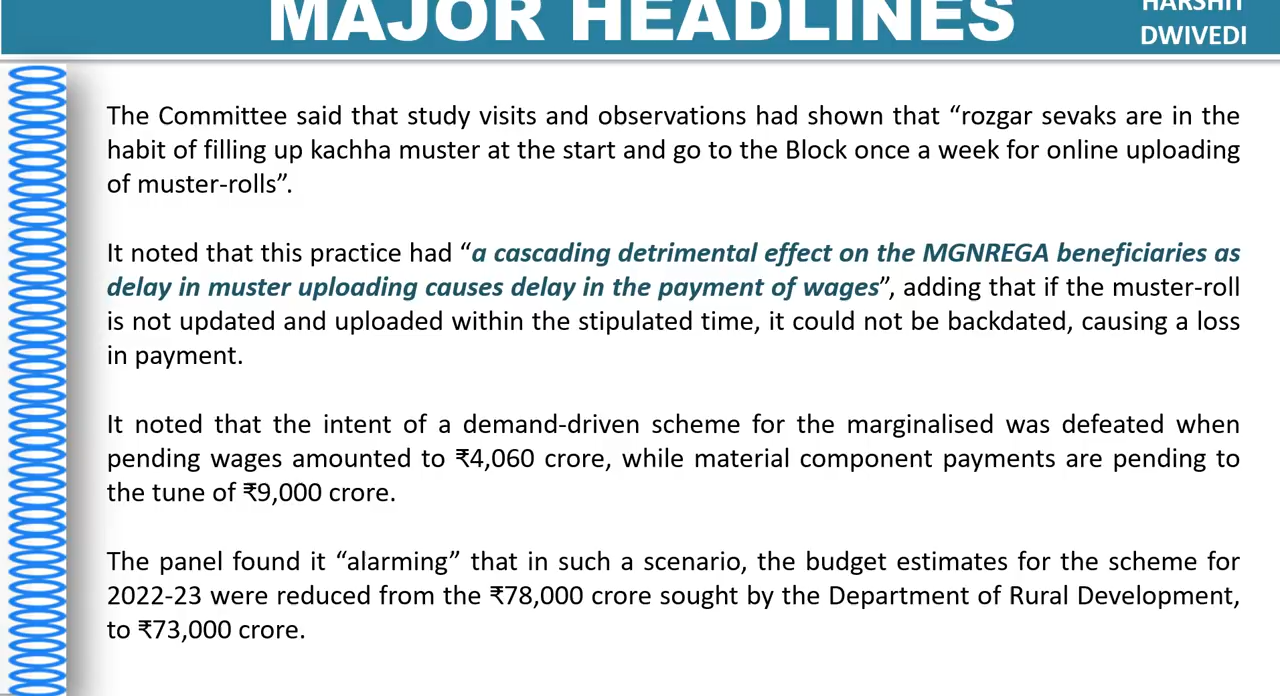 MAJOR HEADLINES
HARSHIT
DWIVEDI
The Committee said that study visits and observations had shown that “rozgar sevaks are in the
habit of filling up kachha muster at the start and go to the Block once a week for online uploading
of muster-rolls”.
It noted that this practice had “a cascading detrimental effect on the MGNREGA beneficiaries as
delay in muster uploading causes delay in the payment of wages”, adding that if the muster-roll
is not updated and uploaded within the stipulated time, it could not be backdated, causing a loss
in payment.
It noted that the intent of a demand-driven scheme for the marginalised was defeated when
pending wages amounted to ₹4,060 crore, while material component payments are pending to
the tune of ₹9,000 crore.
The panel found it “alarming” that in such a scenario, the budget estimates for the scheme for
2022-23 were reduced from the ₹78,000 crore sought by the Department of Rural Development,
to ₹73,000 crore.